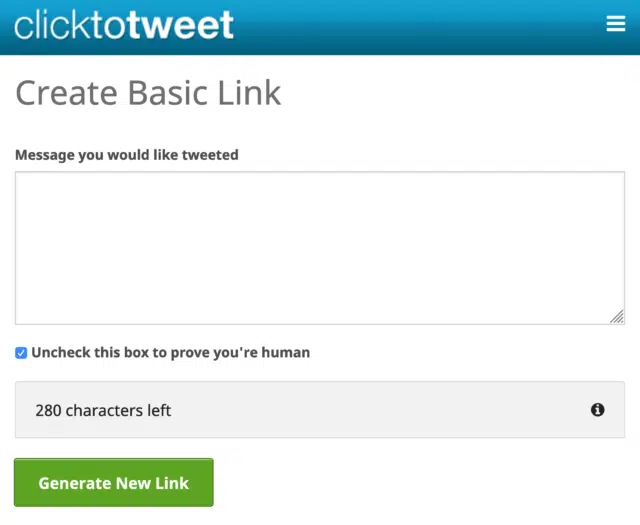 clicktotweet
Create Basic Link
Message you would like tweeted
Uncheck this box to prove you're human
280 characters left
Generate New Link